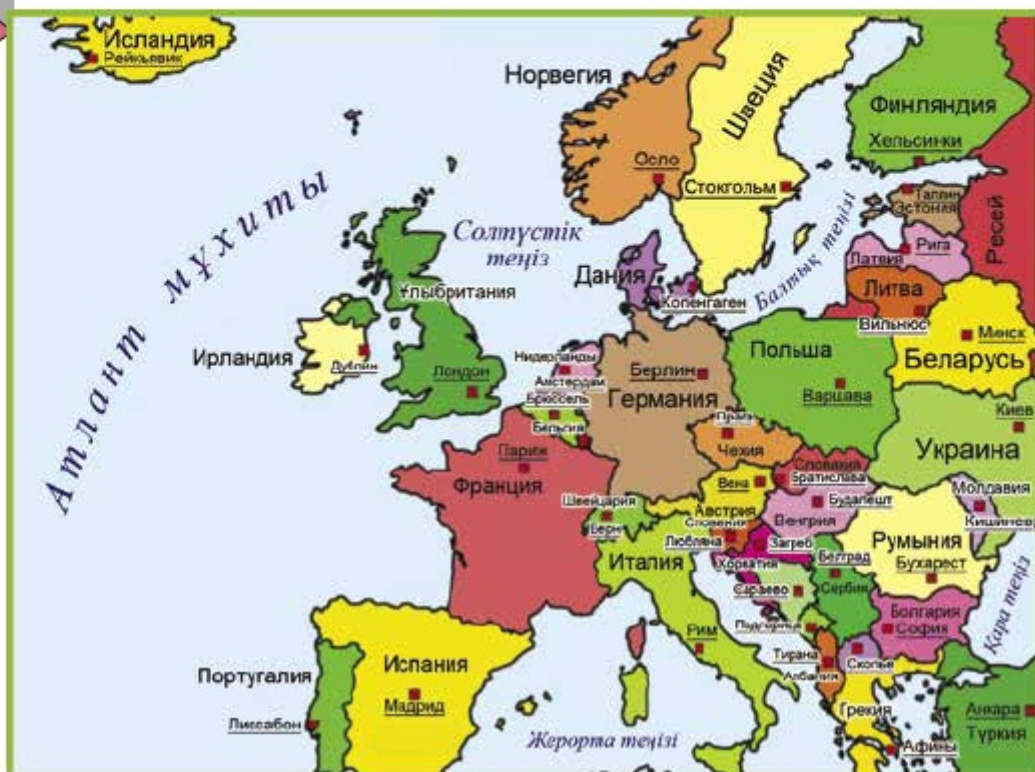 Исландия
Рейкьявик
Норвегия
Швеция
Финляндия
Хельсинки
Осло
Стокгольм
Таллин
Эстония
Ресей
Атлант мұхиты
Солтүстік
теңіз
Балтық теңізі
Рига
Латвия
Дания
Копенгаген
Литва
Вильнюс
Ұлыбритания
Минск
Беларусь
Ирландия
Дублин
Лондон
Нидерланды
Амстердам
Брюссель
Бельгия
Берлин
Германия
Польша
Варшава
Киев
Украина
Прага
Чехия
Париж
Франция
Словакия
Братислава
Вена
Австрия
Будапешт
Венгрия
Молдавия
Кишинев
Швейцария
Берн
Словения
Любляна
Загреб
Хорватия
Италия
Белград
Сербия
Румыния
Бухарест
Сараево
Подгорица
Болгария
София
Қара теңіз
Рим
Тирана
Албания
Скопье
Португалия
Лиссабон
Испания
Мадрид
Жерорта теңізі
Грекия
Афины
Анкара
Түркия